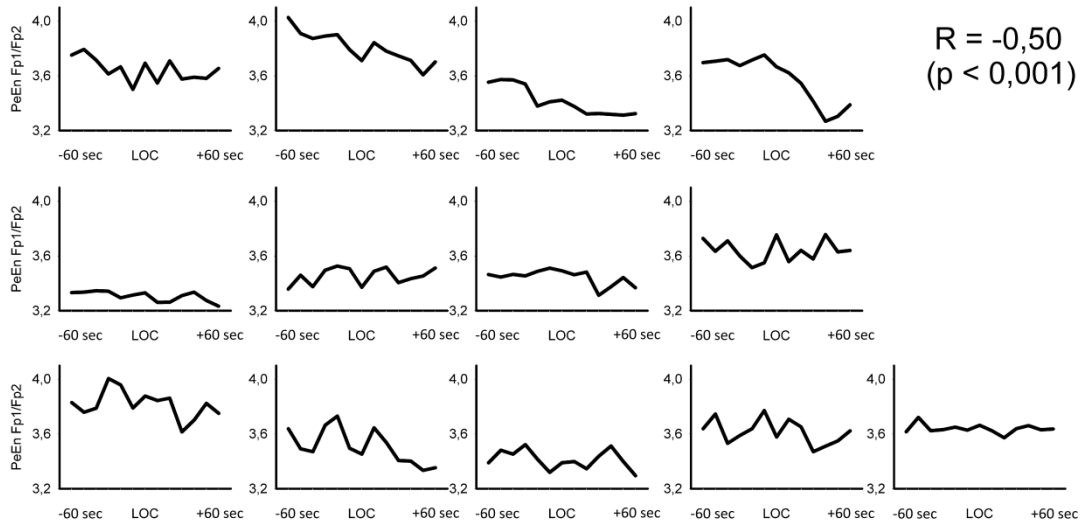 R = -0,50
(p < 0,001)
PeEn Fp1/Fp2
4,0 4,0 4,0 4,0
3,6 3,6 3,6 3,6
3,2 3,2 3,2 3,2
-60 sec LOC +60 sec -60 sec LOC +60 sec -60 sec LOC +60 sec -60 sec LOC +60 sec
PeEn Fp1/Fp2
4,0 4,0 4,0 4,0
3,6 3,6 3,6 3,6
3,2 3,2 3,2 3,2
-60 sec LOC +60 sec -60 sec LOC +60 sec -60 sec LOC +60 sec -60 sec LOC +60 sec
PeEn Fp1/Fp2
4,0 4,0 4,0 4,0 4,0
3,6 3,6 3,6 3,6 3,6
3,2 3,2 3,2 3,2 3,2
-60 sec LOC +60 sec -60 sec LOC +60 sec -60 sec LOC +60 sec -60 sec LOC +60 sec -60 sec LOC +60 sec